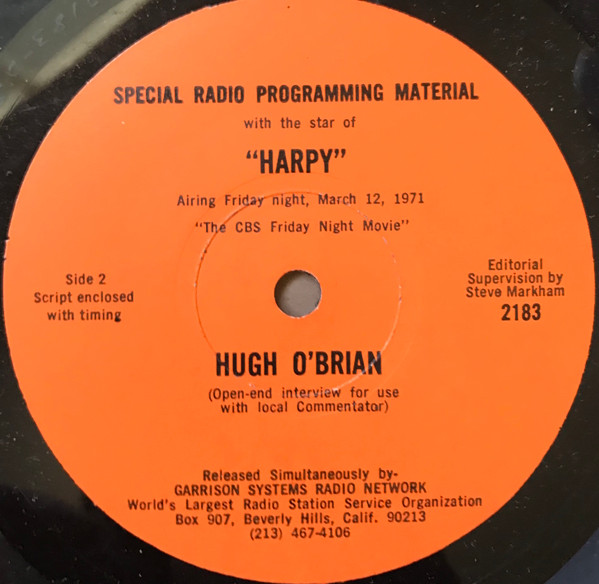 SPECIAL RADIO PROGRAMMING MATERIAL
with the star of
"HARPY"
Airing Friday night, March 12, 1971
"The CBS Friday Night Movie"
Side 2
Script enclosed
with timing
Editorial
Supervision by
Steve Markham
2183
HUGH O'BRIAN
(Open-end interview for use
with local Commentator)
Released Simultaneously by-
GARRISON SYSTEMS RADIO NETWORK
World's Largest Radio Station Service Organization
Box 907, Beverly Hills, Calif. 90213
(213) 467-4106